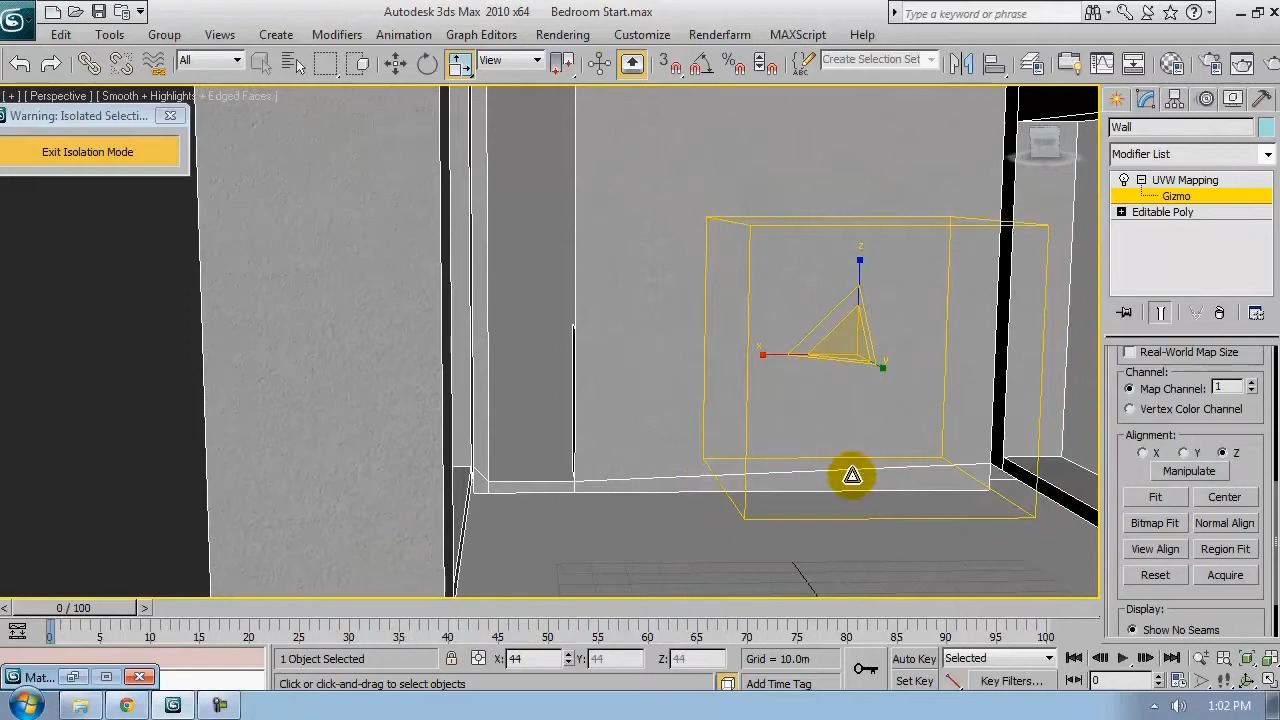 Autodesk 3ds Max 2010 x64 Bedroom Start.max
Type a keyword or phrase
Edit Tools Group Views Create Modifiers Animation Graph Editors Rendering Customize MAXScript Help
All View 3 Create Selection Set
[ + ] [ Perspective ] [ Smooth + Highlights + Edged Faces ]
Warning: Isolated Selecti...
Exit Isolation Mode
Wall
Modifier List
UVW Mapping
Gizmo
Editable Poly
z
x
y
Real-World Map Size
Channel:
Map Channel: 1
Vertex Color Channel
Alignment:
X Y Z
Manipulate
Fit Center
Bitmap Fit Normal Align
View Align Region Fit
Reset Acquire
Display:
Show No Seams
< 0 / 100 >
0 5 10 15 20 25 30 35 40 45 50 55 60 65 70 75 80 85 90 95 100
1 Object Selected X: 44 Y: 44 Z: 44 Grid = 10.0m Auto Key Selected
Click or click-and-drag to select objects Add Time Tag Set Key Key Filters... 0
Mat...
1:02 PM